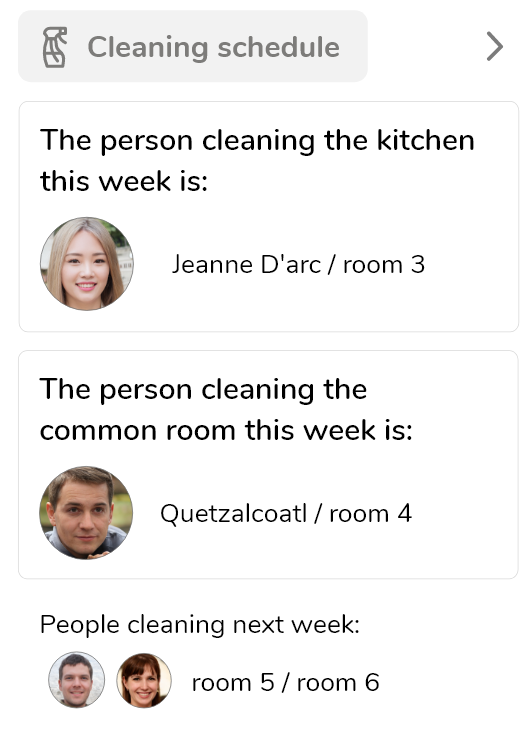 Cleaning schedule
The person cleaning the kitchen
this week is:
Jeanne D'arc / room 3
The person cleaning the
common room this week is:
Quetzalcoatl / room 4
People cleaning next week:
room 5 / room 6